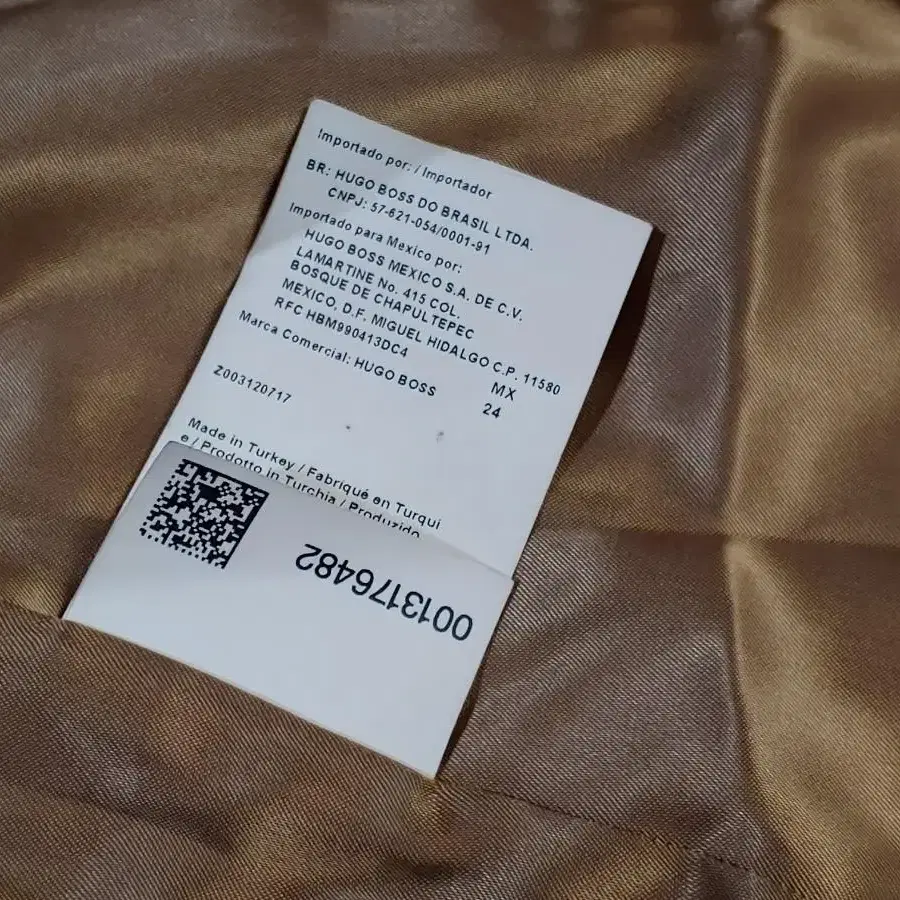 Importado por: / Importador
BR: HUGO BOSS DO BRASIL LTDA.
CNPJ: 57-621-054/0001-91
Importado para Mexico por:
HUGO BOSS MEXICO S.A. DE C.V.
LAMARTINE No. 415 COL.
BOSQUE DE CHAPULTEPEC
MEXICO, D.F. MIGUEL HIDALGO C.P. 11580
RFC HBM990413DC4
MX
Marca Comercial: HUGO BOSS
24
Z003120717
Made in Turkey / Fabriqué en Turqui
e / Prodotto in Turchia / Produzido
0013176482